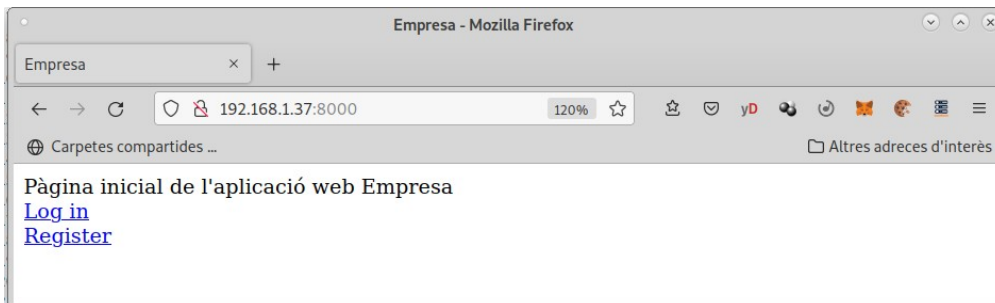 Empresa - Mozilla Firefox
Empresa
192.168.1.37:8000 120% yD
Carpetes compartides ... Altres adreces d'interès
Pàgina inicial de l'aplicació web Empresa
Log in
Register